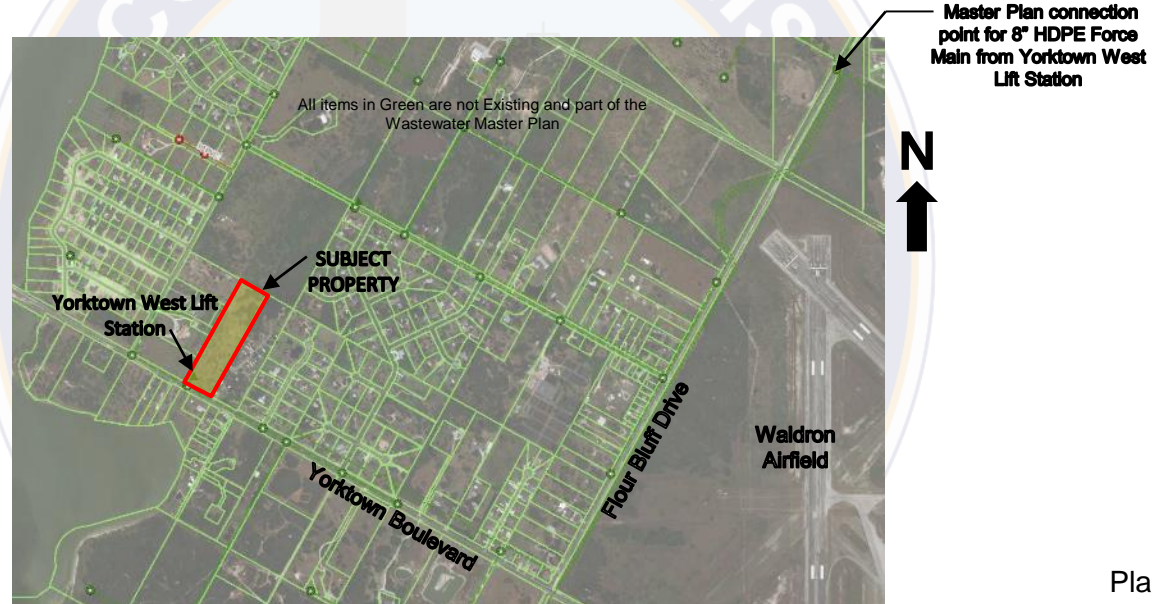 Master Plan connection
point for 8" HDPE Force
Main from Yorktown West
Lift Station
All items in Green are not Existing and part of the
Wastewater Master Plan
N
SUBJECT
PROPERTY
Yorktown West Lift
Station
Flour Bluff Drive
Waldron
Airfield
Yorktown Boulevard
Pla